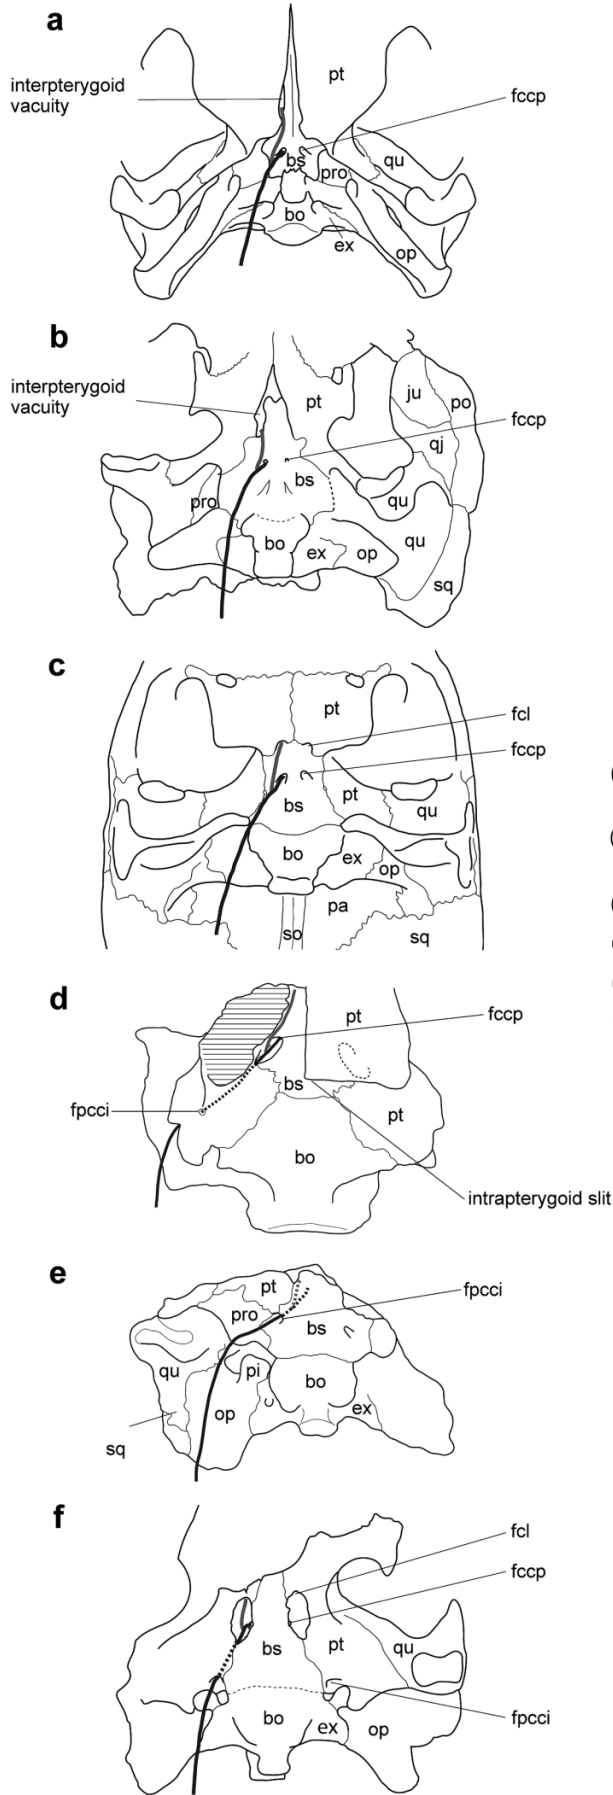 a
pt
interpterygoid
vacuity
fccp
bs
pro
qu
bo
ex
op
b
interpterygoid
vacuity
pt
ju
po
fccp
qj
bs
pro
qu
bo
ex
op
qu
sq
c
pt
fcl
fccp
bs
pt
qu
bo
ex
op
pa
so
sq
d
pt
fccp
bs
fpcci
pt
bo
intrapterygoid slit
e
pt
fpcci
pro
bs
qu
pi
bo
op
ex
sq
f
fcl
fccp
bs
pt
qu
fpcci
bo
ex
op